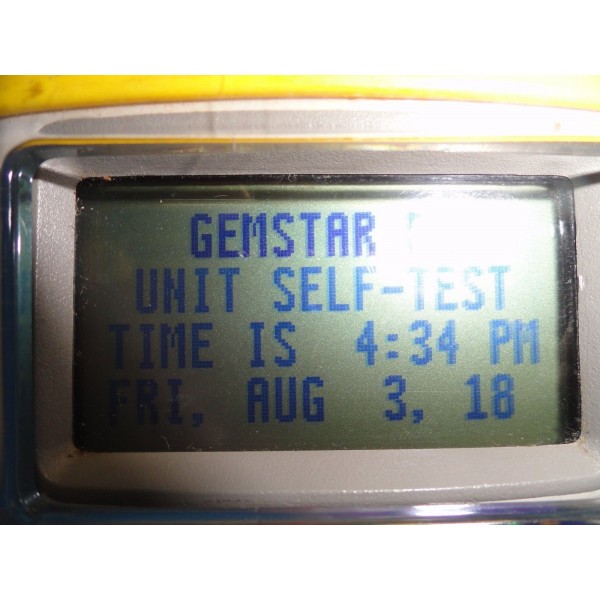 GEMSTAR
UNIT SELF-TEST
TIME IS 4:34 PM
FRI, AUG 3, 18